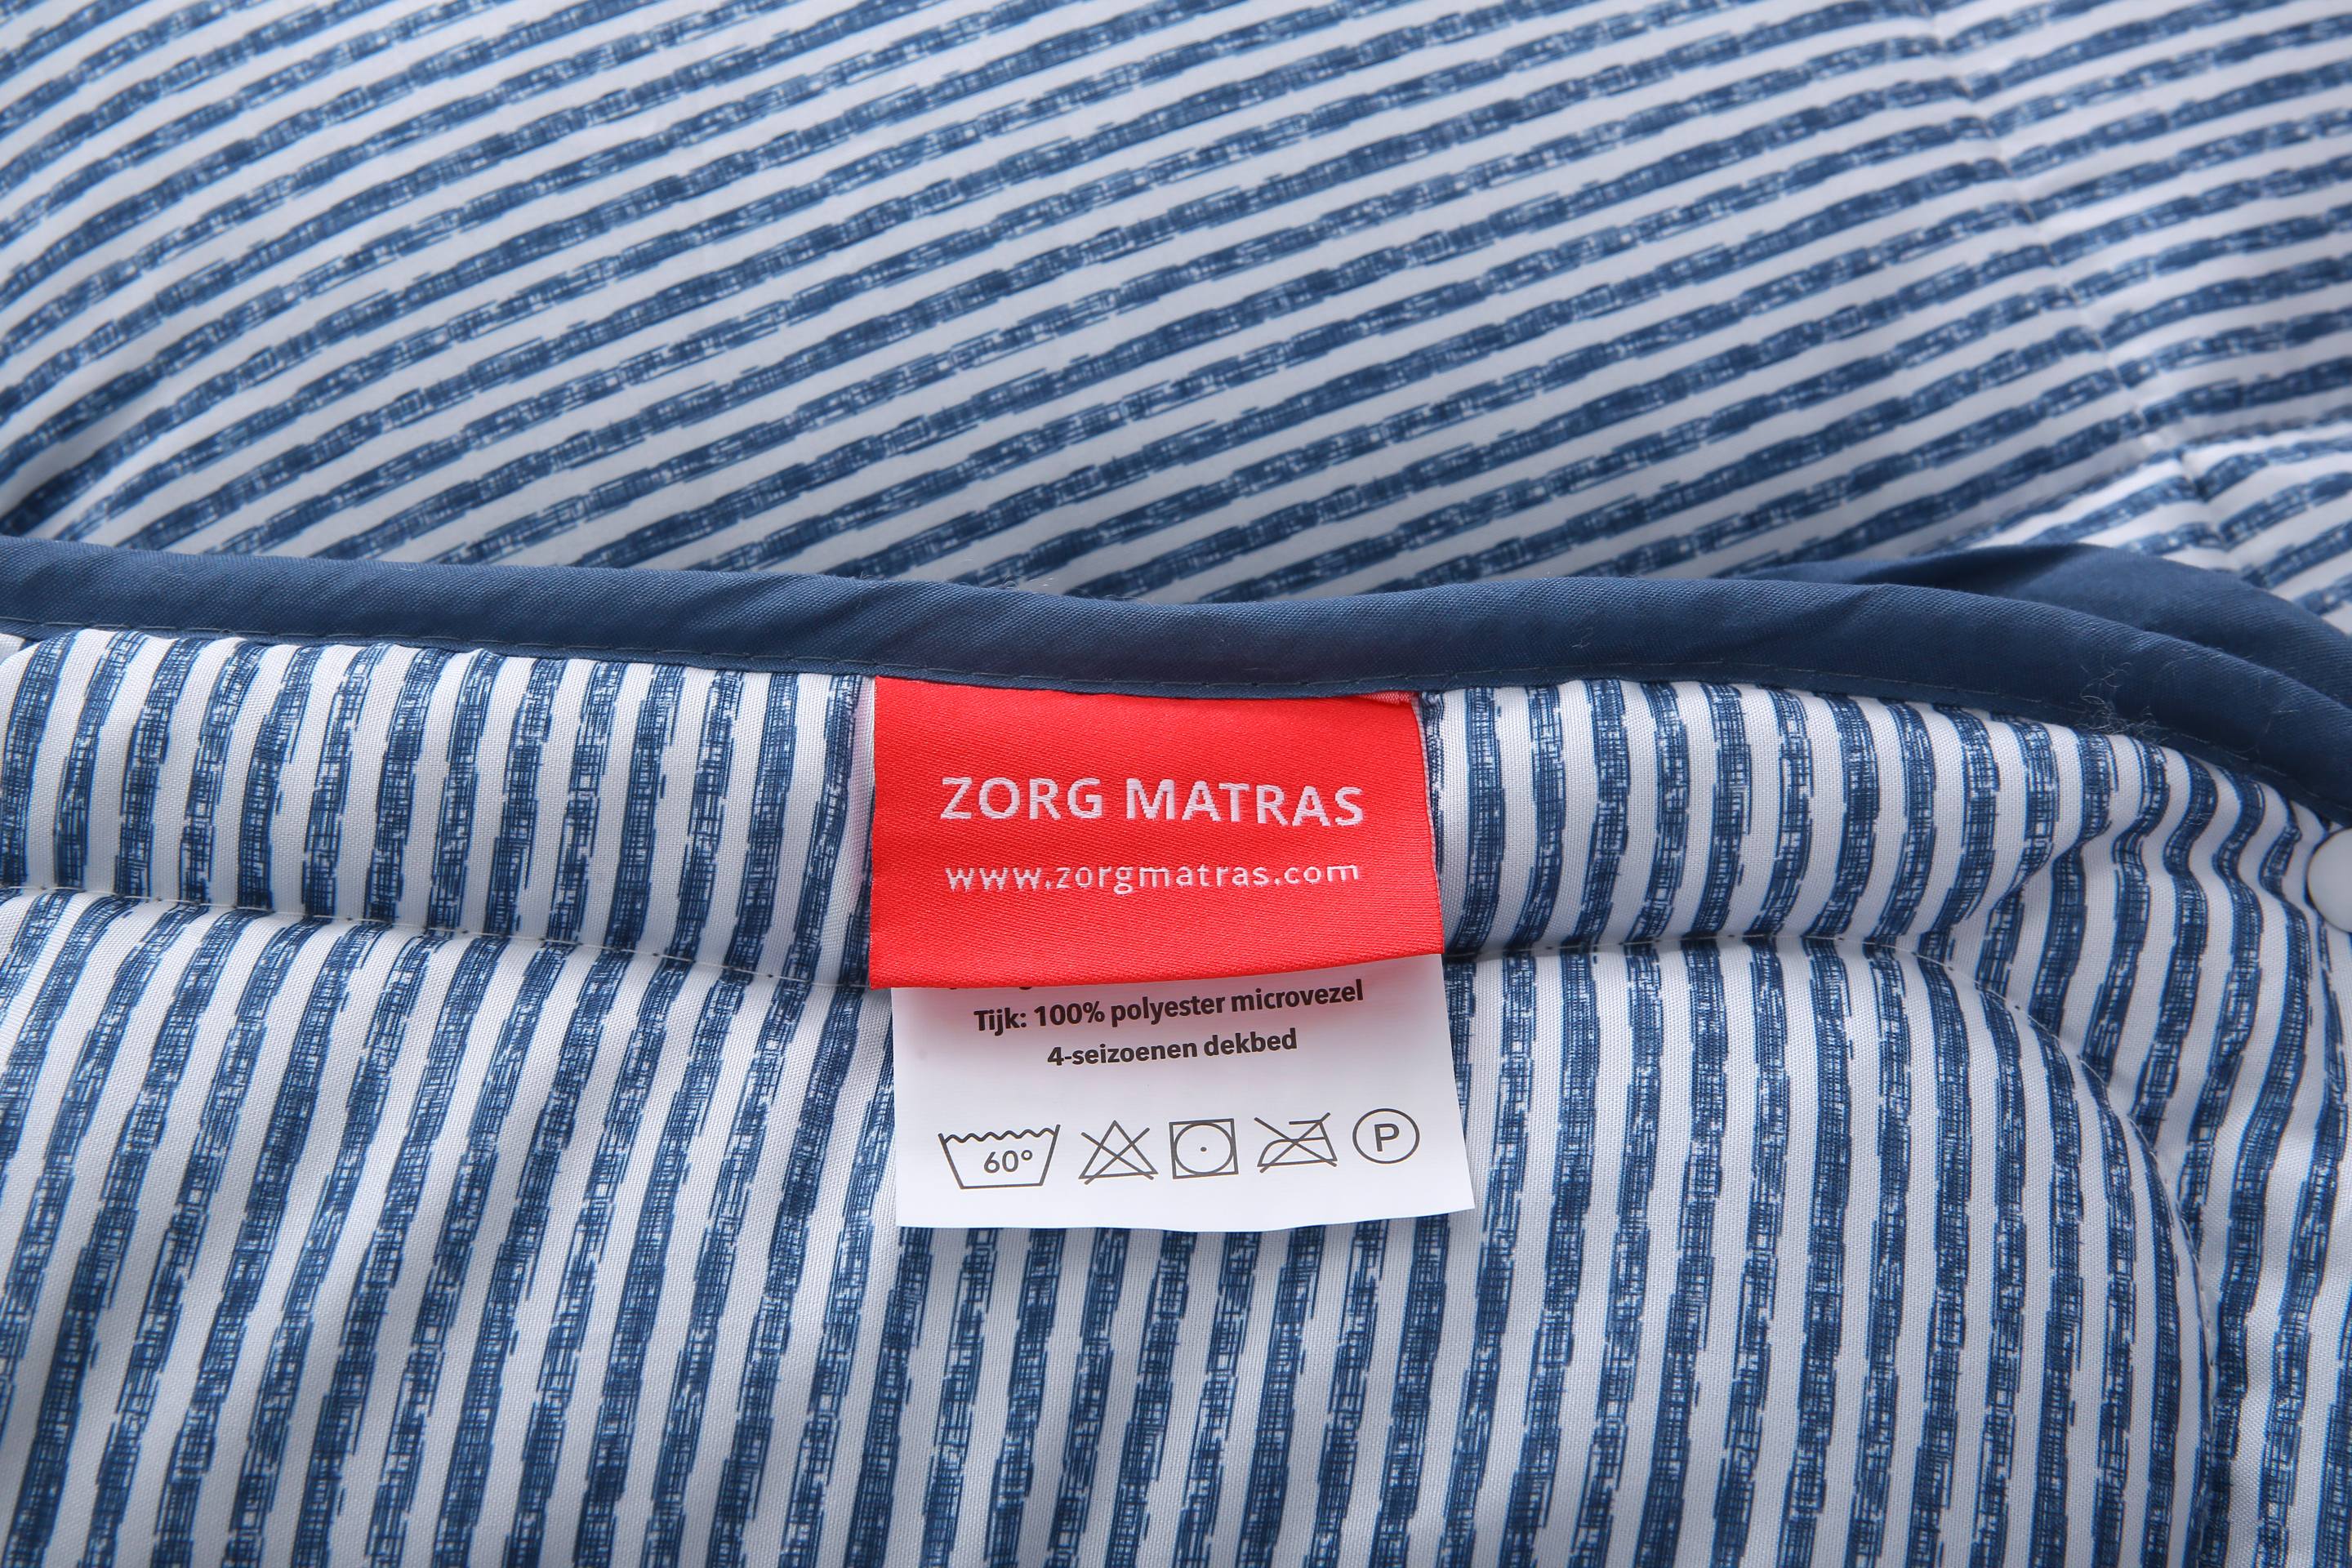 ZORG MATRAS
www.zorgmatras.com
Tijk: 100% polyester microvezel
4-seizoenen dekbed
60°
P